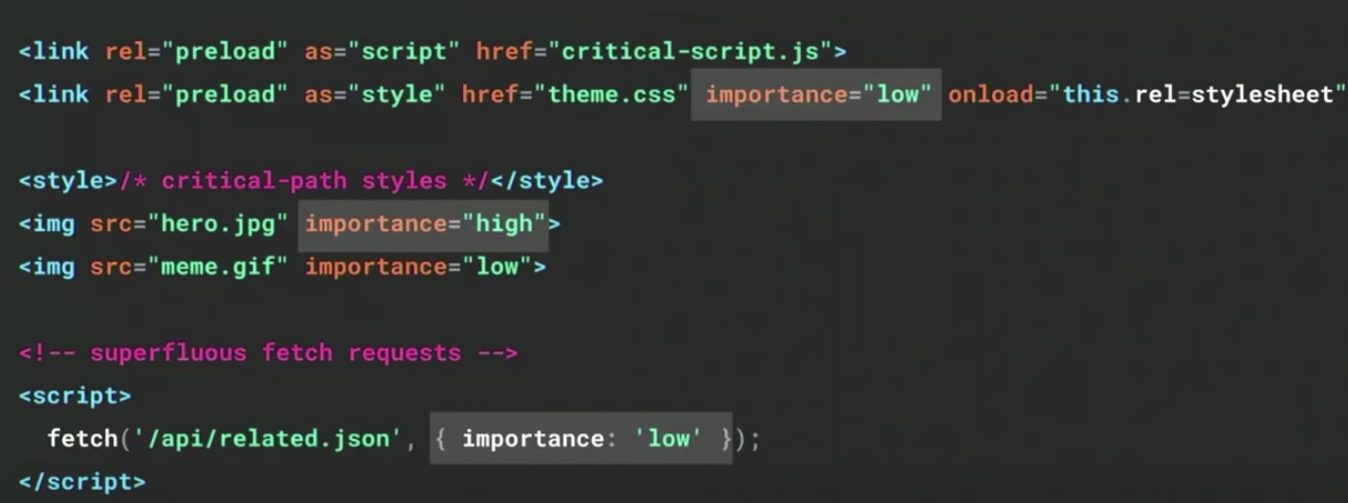 <link rel="preload" as="script" href="critical-script.js">
<link rel="preload" as="style" href="theme.css" importance="low" onload="this.rel=stylesheet"
<style>/* critical-path styles */</style>
<img src="hero.jpg" importance="high">
<img src="meme.gif" importance="low">
<!-- superfluous fetch requests -->
<script>
fetch('/api/related.json', { importance: 'low' });
</script>